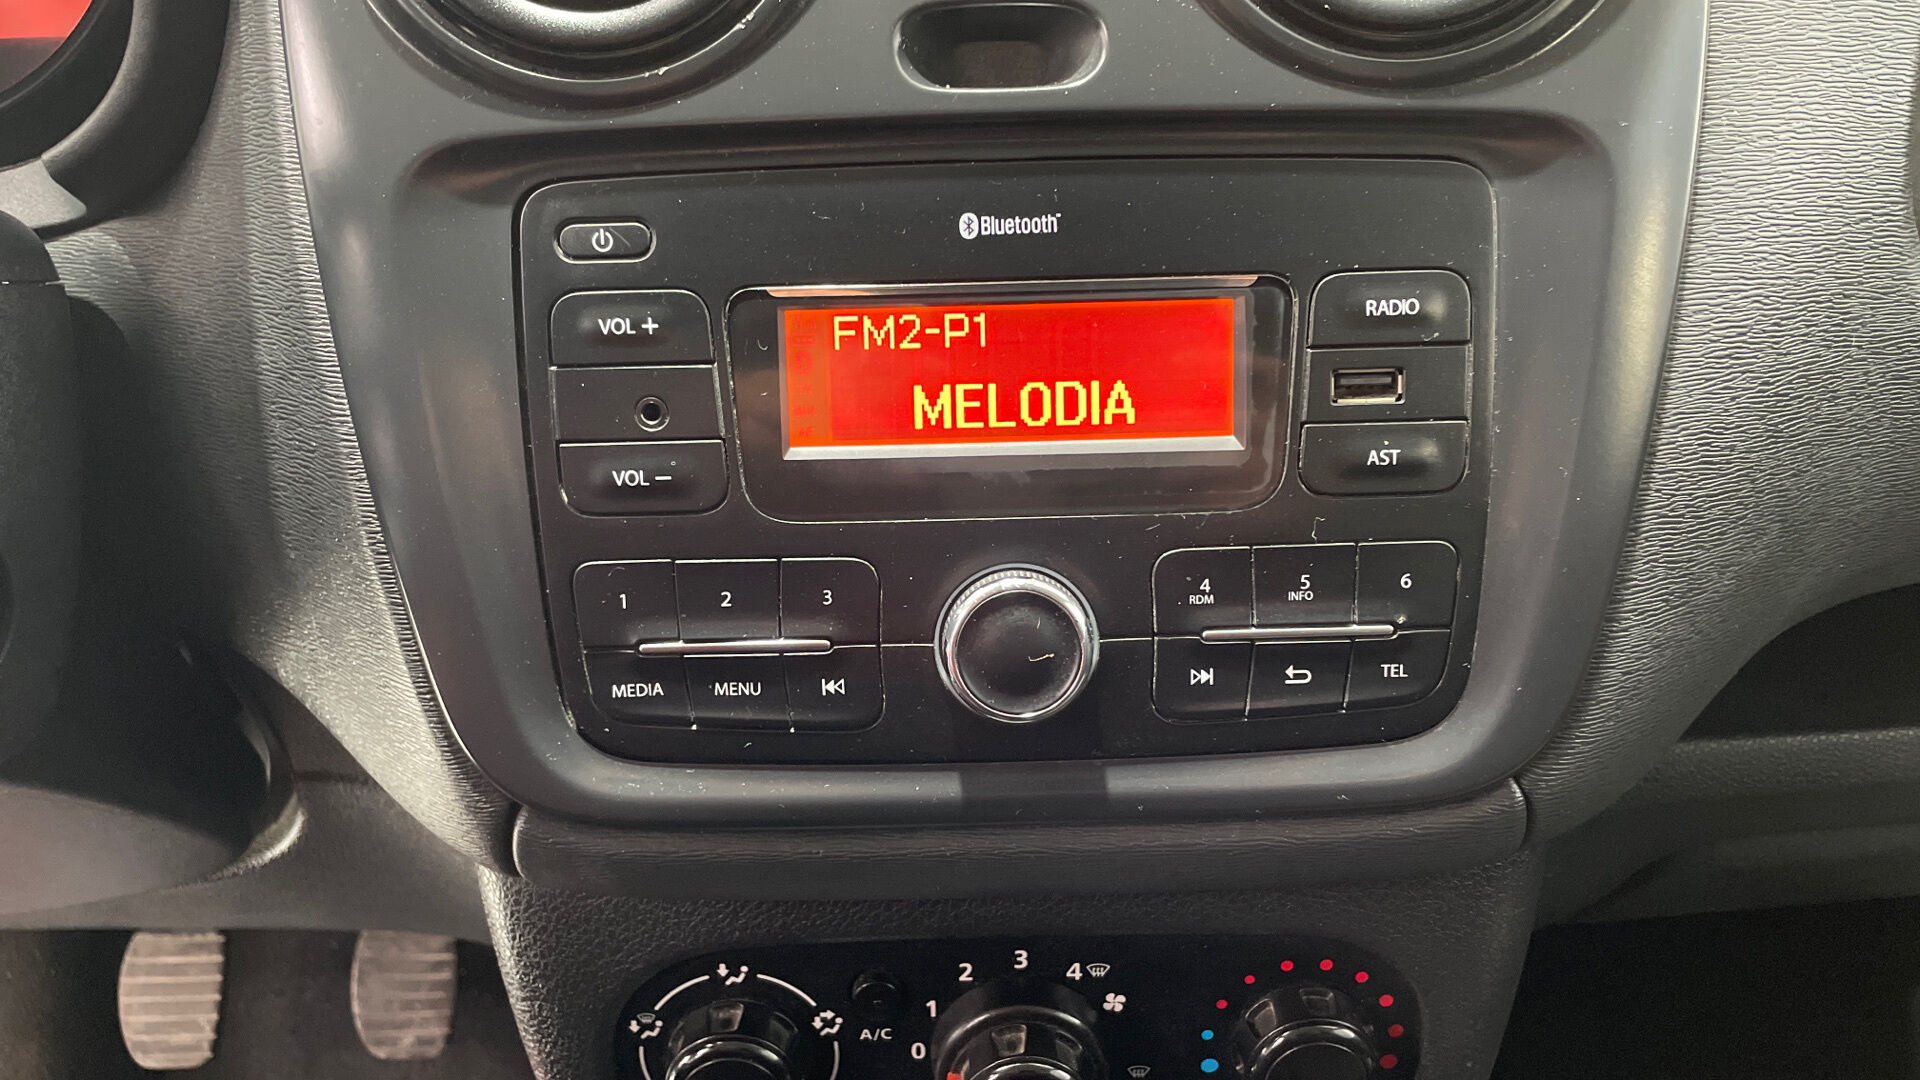 Bluetooth
VOL +
FM2-P1
MELODIA
RADIO
VOL −
AST
1
2
3
4
RDM
5
INFO
6
MEDIA
MENU
TEL
0
1
2
3
4
A/C